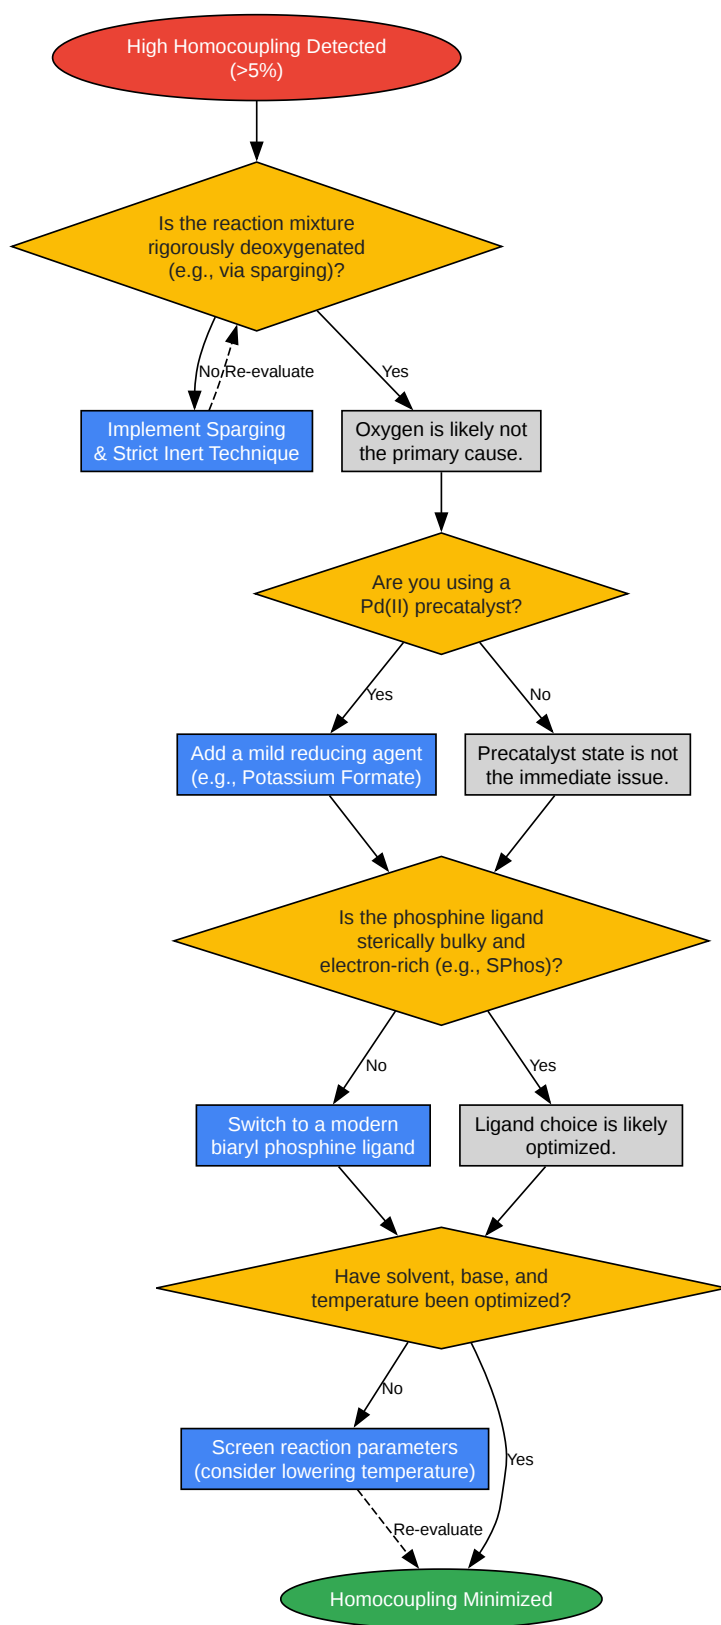 High Homocoupling Detected
(>5%)
Is the reaction mixture
rigorously deoxygenated
(e.g., via sparging)?
No
Re-evaluate
Yes
Implement Sparging
& Strict Inert Technique
Oxygen is likely not
the primary cause.
Are you using a
Pd(II) precatalyst?
Yes
No
Add a mild reducing agent
(e.g., Potassium Formate)
Precatalyst state is not
the immediate issue.
Is the phosphine ligand
sterically bulky and
electron-rich (e.g., SPhos)?
No
Yes
Switch to a modern
biaryl phosphine ligand
Ligand choice is likely
optimized.
Have solvent, base, and
temperature been optimized?
No
Screen reaction parameters
(consider lowering temperature)
Yes
Re-evaluate
Homocoupling Minimized